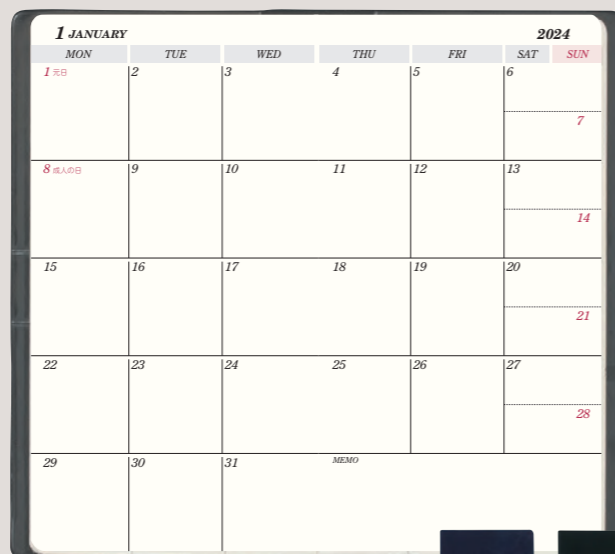 1 JANUARY 2024
MON TUE WED THU FRI SAT SUN
1 元日 2 3 4 5 6
7
8 成人の日 9 10 11 12 13
14
15 16 17 18 19 20
21
22 23 24 25 26 27
28
29 30 31 MEMO